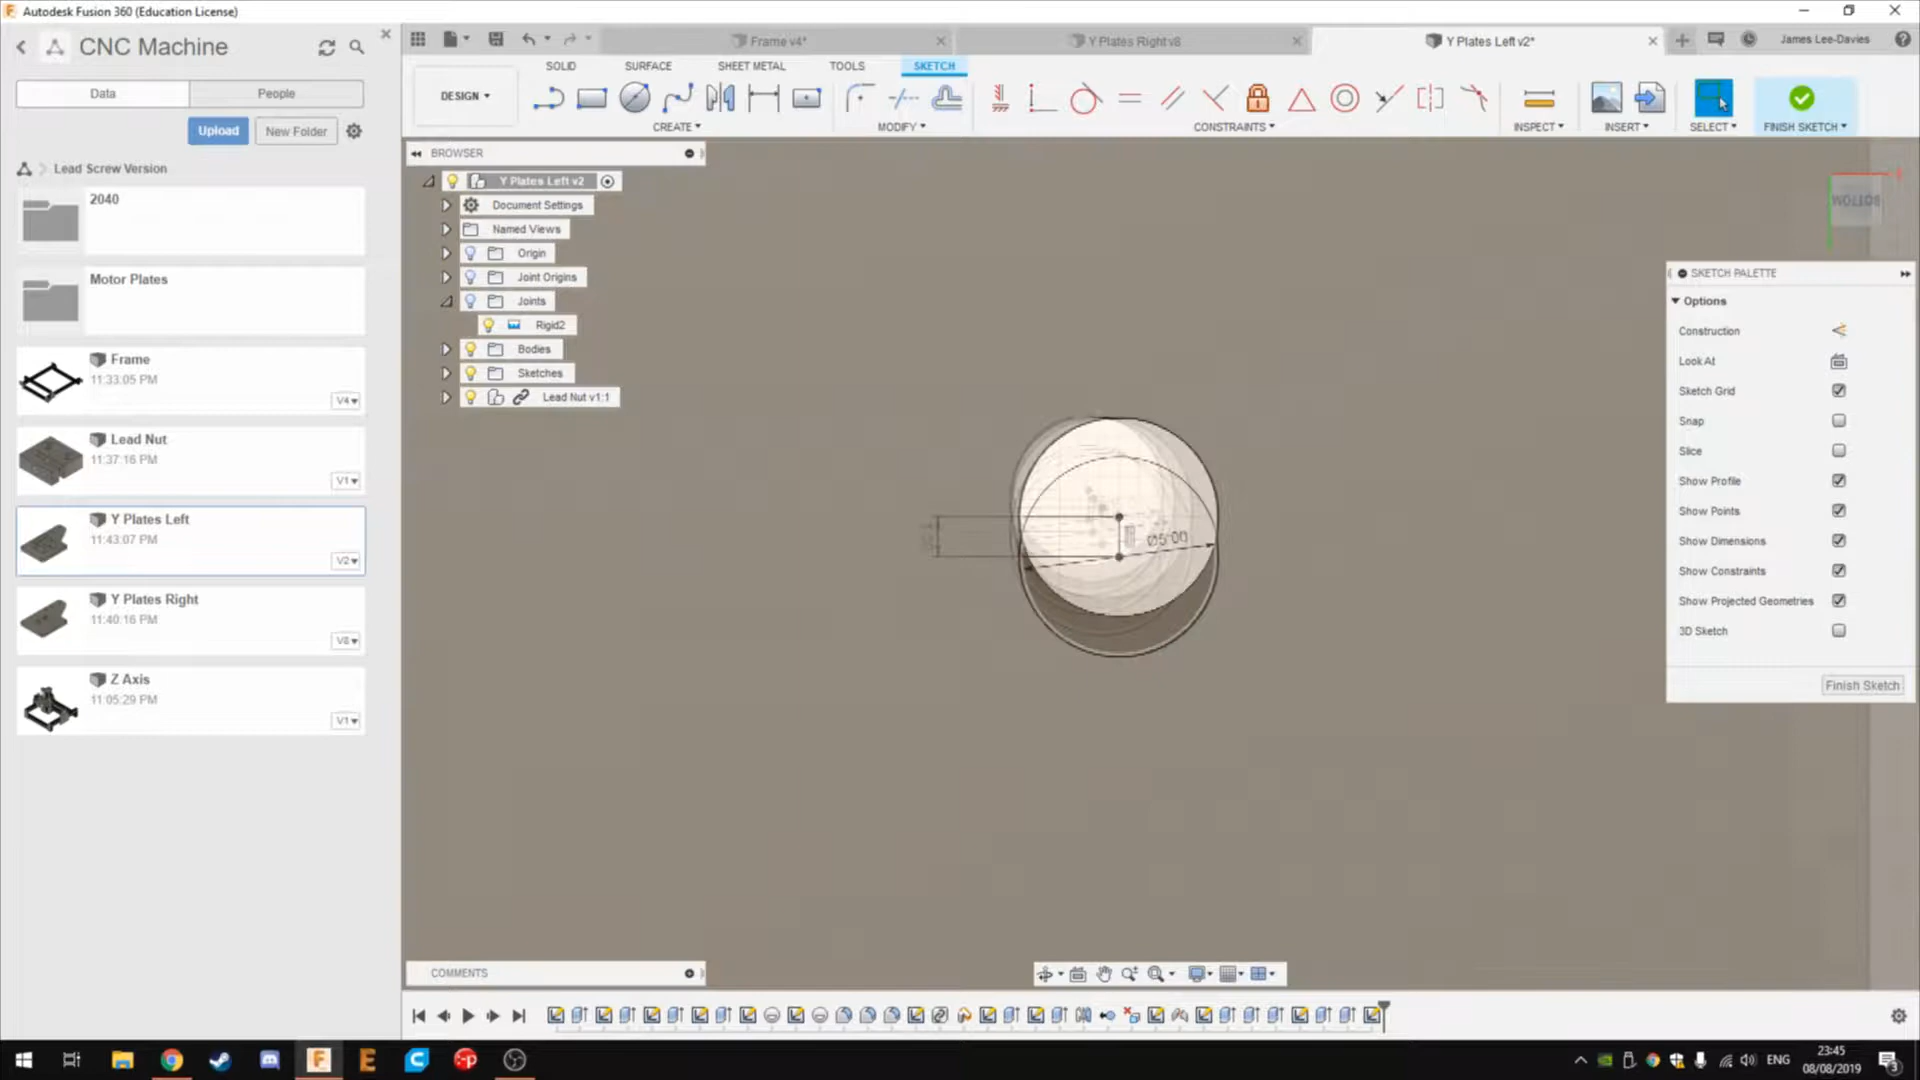 Autodesk Fusion 360 (Education License)
CNC Machine
Data
People
Upload
New Folder
Lead Screw Version
2040
Motor Plates
Frame
11:33:05 PM
V4
Lead Nut
11:37:16 PM
V1
Y Plates Left
11:43:07 PM
V2
Y Plates Right
11:40:16 PM
Z Axis
11:05:29 PM
V1
Frame v4*
Y Plates Right v8
Y Plates Left v2*
James Lee-Davies
SOLID
SURFACE
SHEET METAL
TOOLS
SKETCH
DESIGN
CREATE
MODIFY
CONSTRAINTS
INSPECT
INSERT
SELECT
FINISH SKETCH
BROWSER
Y Plates Left v2
Document Settings
Named Views
Origin
Joint Origins
Joints
Rigid2
Bodies
Sketches
Lead Nut v1:1
Ø5.00
BOTTOM
SKETCH PALETTE
Options
Construction
Look At
Sketch Grid
Snap
Slice
Show Profile
Show Points
Show Dimensions
Show Constraints
Show Projected Geometries
3D Sketch
Finish Sketch
COMMENTS
ENG
23:45
08/08/2019
3